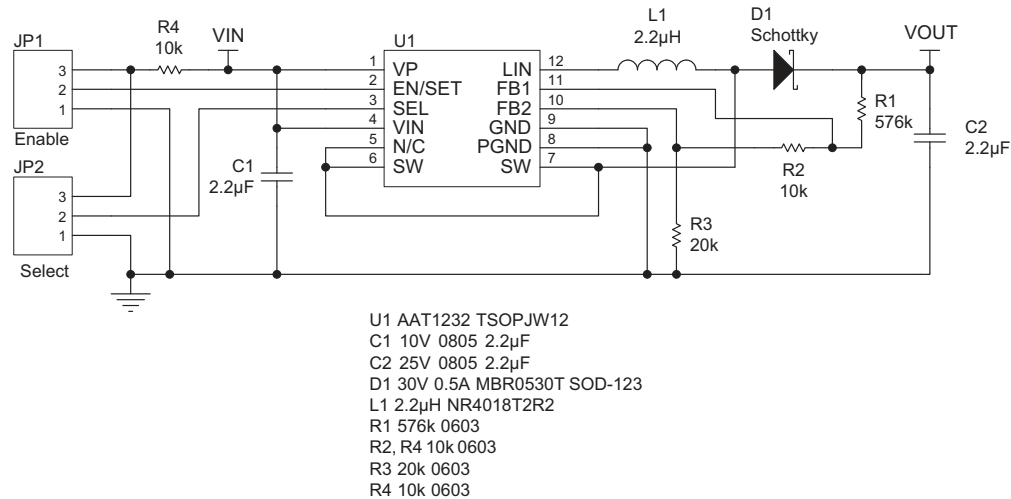 JP1
3
2
1
Enable
JP2
3
2
1
Select
R4
10k
VIN
C1
2.2µF
U1
1 VP
2 EN/SET
3 SEL
4 VIN
5 N/C
6 SW
LIN 12
FB1 11
FB2 10
GND 9
PGND 8
SW 7
L1
2.2µH
D1
Schottky
VOUT
R1
576k
C2
2.2µF
R2
10k
R3
20k
U1 AAT1232 TSOPJW12
C1 10V 0805 2.2µF
C2 25V 0805 2.2µF
D1 30V 0.5A MBR0530T SOD-123
L1 2.2µH NR4018T2R2
R1 576k 0603
R2, R4 10k 0603
R3 20k 0603
R4 10k 0603